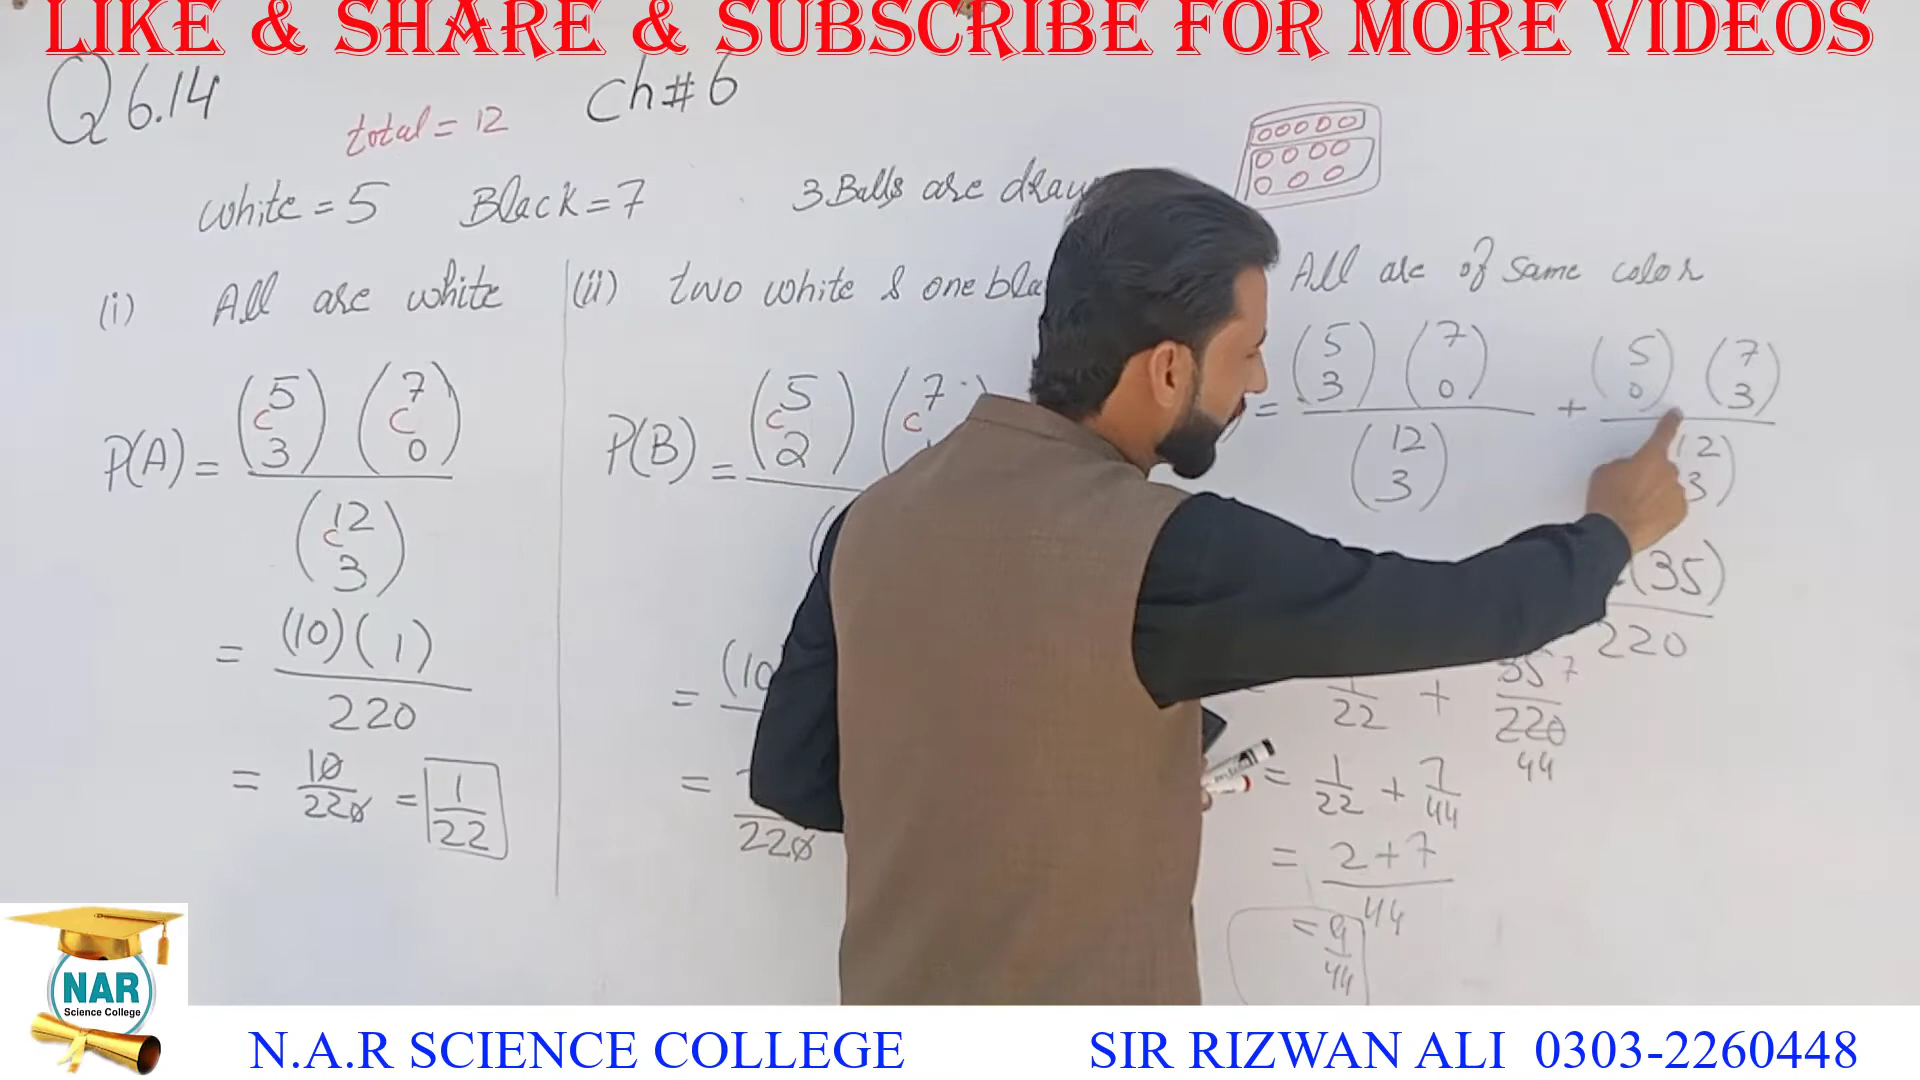 LIKE & SHARE & SUBSCRIBE FOR MORE VIDEOS
Q 6.14
Ch# 6
total = 12
White = 5 Black = 7 3 Balls are
(i) All are white
P(A) = (5 C 3) (7 C 0) / (12 C 3)
= (10)(1) / 220
= 10/220 = 1/22
(ii) two white & one
P(B) = (5 C 2) (7 C
= (10
=
220
All are of same color
= (5 3) (7 0) / (12 3) + (5 0) (7 3) / (12 3)
(35)
220
1/22 + 35/220 7 44
= 1/22 + 7/44
= 2+7 / 44
= 9/44
NAR
Science College
N.A.R SCIENCE COLLEGE SIR RIZWAN ALI 0303-2260448